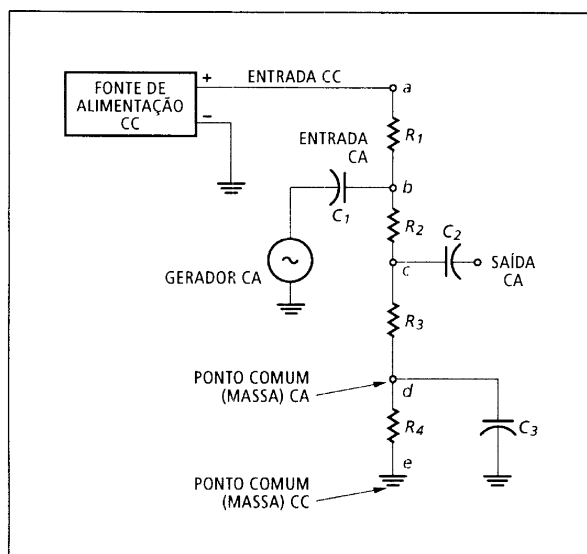 FONTE DE
ALIMENTAÇÃO
CC
+
−
ENTRADA CC
a
R1
ENTRADA
CA
b
C1
R2
C2
GERADOR CA
c
SAÍDA
CA
R3
PONTO COMUM
(MASSA) CA
d
R4
C3
e
PONTO COMUM
(MASSA) CC